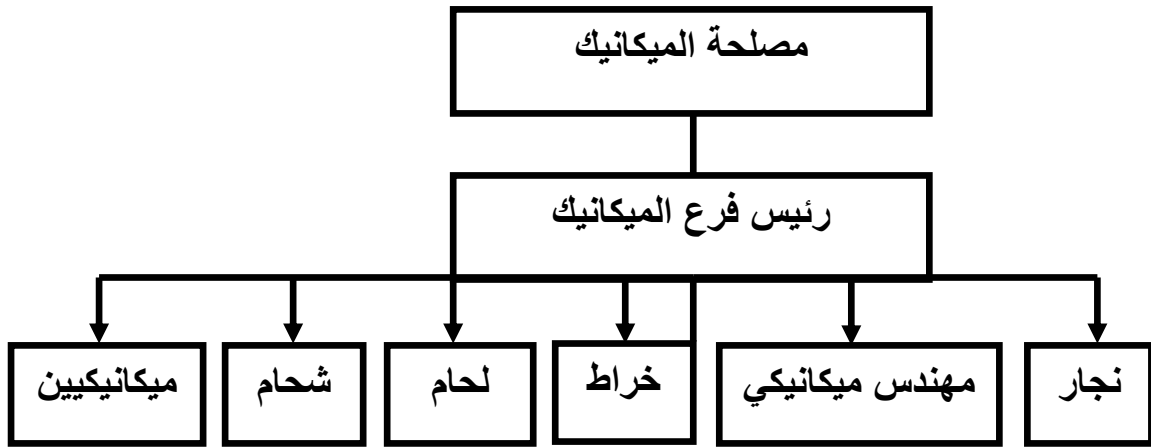 مصلحة الميكانيك
رئيس فرع الميكانيك
نجار
مهندس ميكانيكي
خراط
لحام
شحام
ميكانيكيين